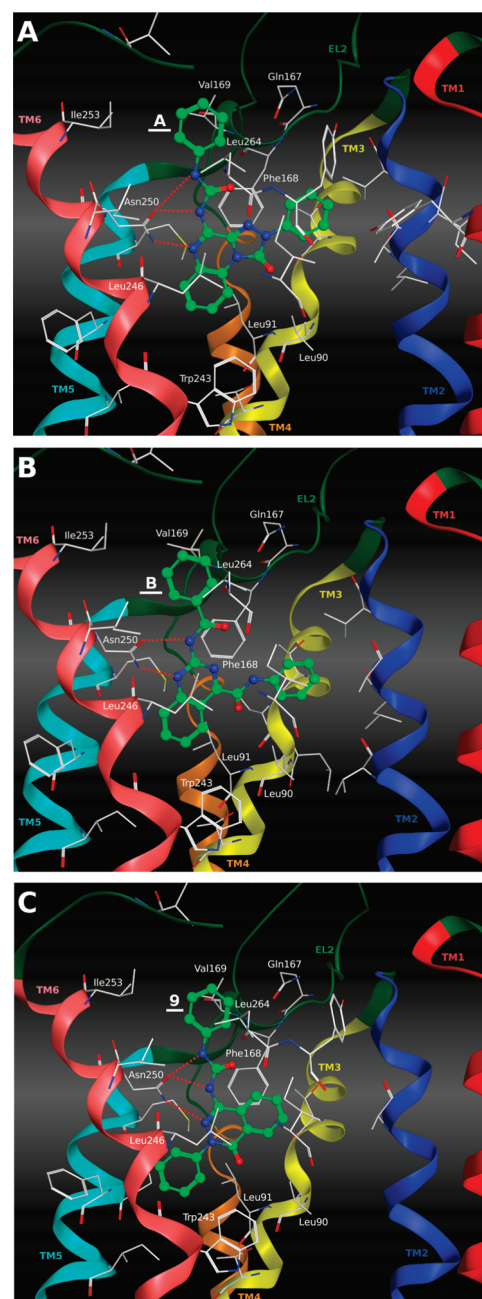 A
EL2
TM1
Val169
Gln167
TM6
Ile253
A
Leu264
TM3
Phe168
Asn250
Leu246
Leu91
Leu90
Trp243
TM5
TM2
TM4
B
EL2
TM1
Gln167
TM6
Ile253
Val169
Leu264
B
TM3
Asn250
Phe168
Leu246
Leu91
Trp243
Leu90
TM5
TM2
TM4
C
EL2
TM1
Val169
Gln167
TM6
Ile253
9
Leu264
Phe168
TM3
Asn250
Leu246
Leu91
Trp243
Leu90
TM5
TM2
TM4